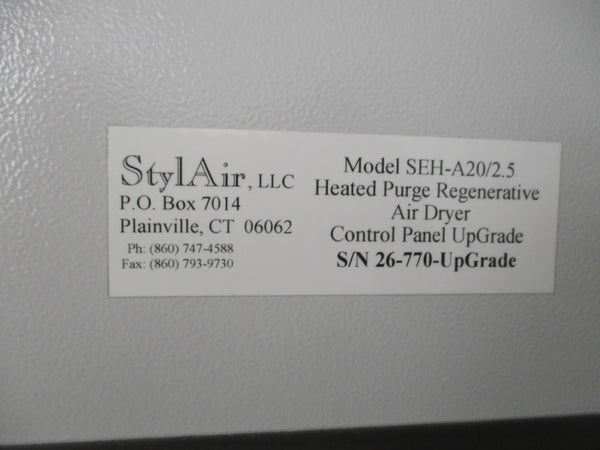 StylAir, LLC
P.O. Box 7014
Plainville, CT 06062
Ph: (860) 747-4588
Fax: (860) 793-9730
Model SEH-A20/2.5
Heated Purge Regenerative
Air Dryer
Control Panel UpGrade
S/N 26-770-UpGrade